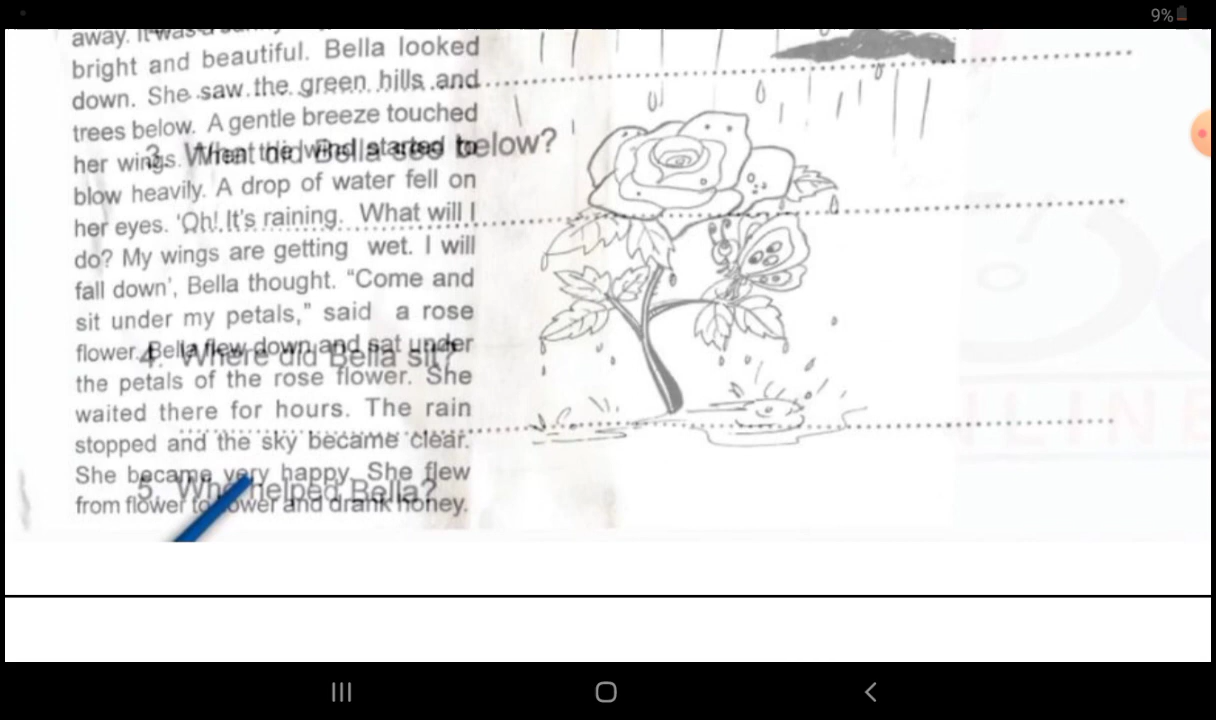 9%
away. It was a
bright and beautiful. Bella looked
down. She saw the green hills and
trees below. A gentle breeze touched
her wings. Then the wind started to
3. What did Bella see below?
blow heavily. A drop of water fell on
her eyes. 'Oh! It's raining. What will I
do? My wings are getting wet. I will
fall down', Bella thought. “Come and
sit under my petals,” said a rose
flower. Bella flew down and sat under
4. Where did Bella sit?
the petals of the rose flower. She
waited there for hours. The rain
stopped and the sky became clear.
She became very happy. She flew
5. Who helped Bella?
from flower to flower and drank honey.
NLINE